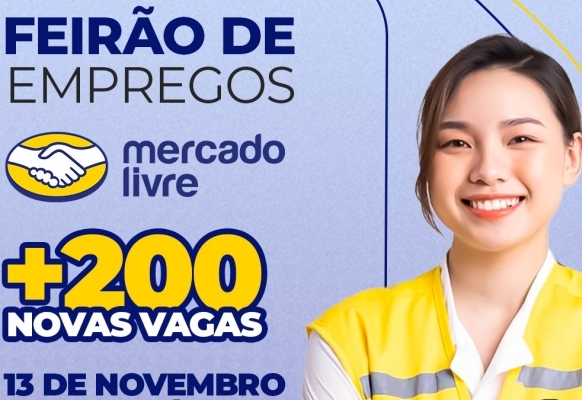 FEIRÃO DE
EMPREGOS
mercado
livre
+200
NOVAS VAGAS
13 DE NOVEMBRO